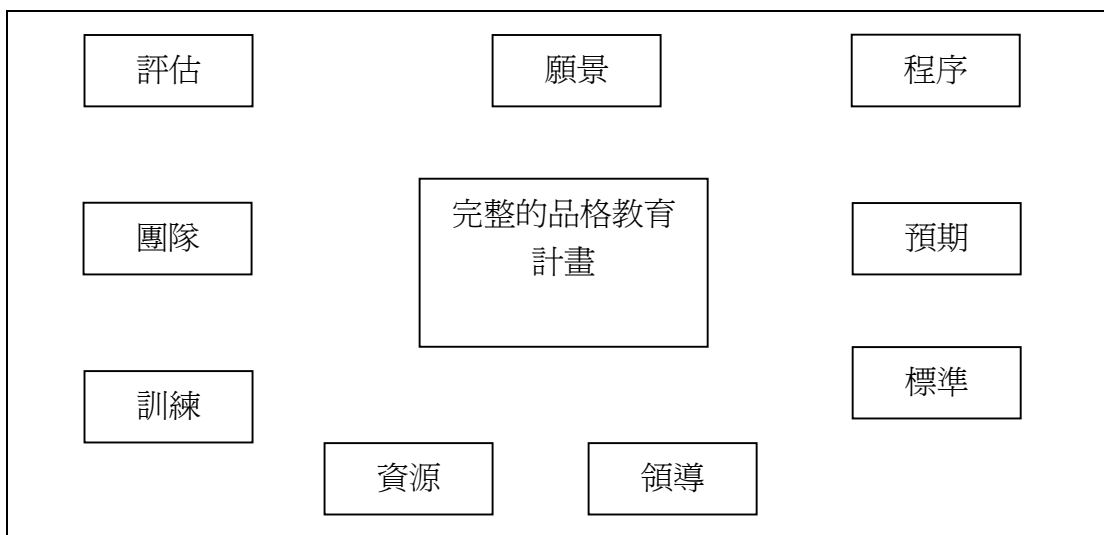 評估
願景
程序
團隊
完整的品格教育
計畫
預期
訓練
標準
資源
領導